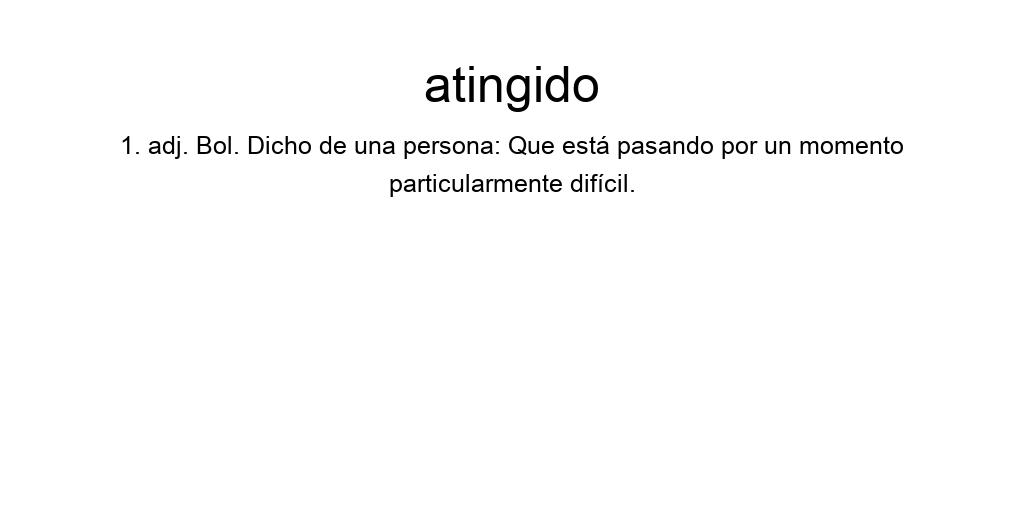 atingido
1. adj. Bol. Dicho de una persona: Que está pasando por un momento
particularmente difícil.